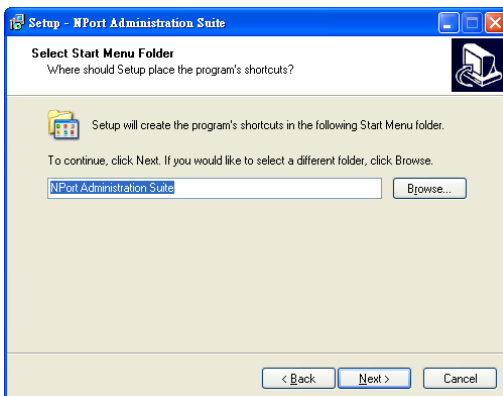 Setup - NPort Administration Suite
Select Start Menu Folder
Where should Setup place the program's shortcuts?
Setup will create the program's shortcuts in the following Start Menu folder.
To continue, click Next. If you would like to select a different folder, click Browse.
NPort Administration Suite
Browse...
< Back
Next >
Cancel